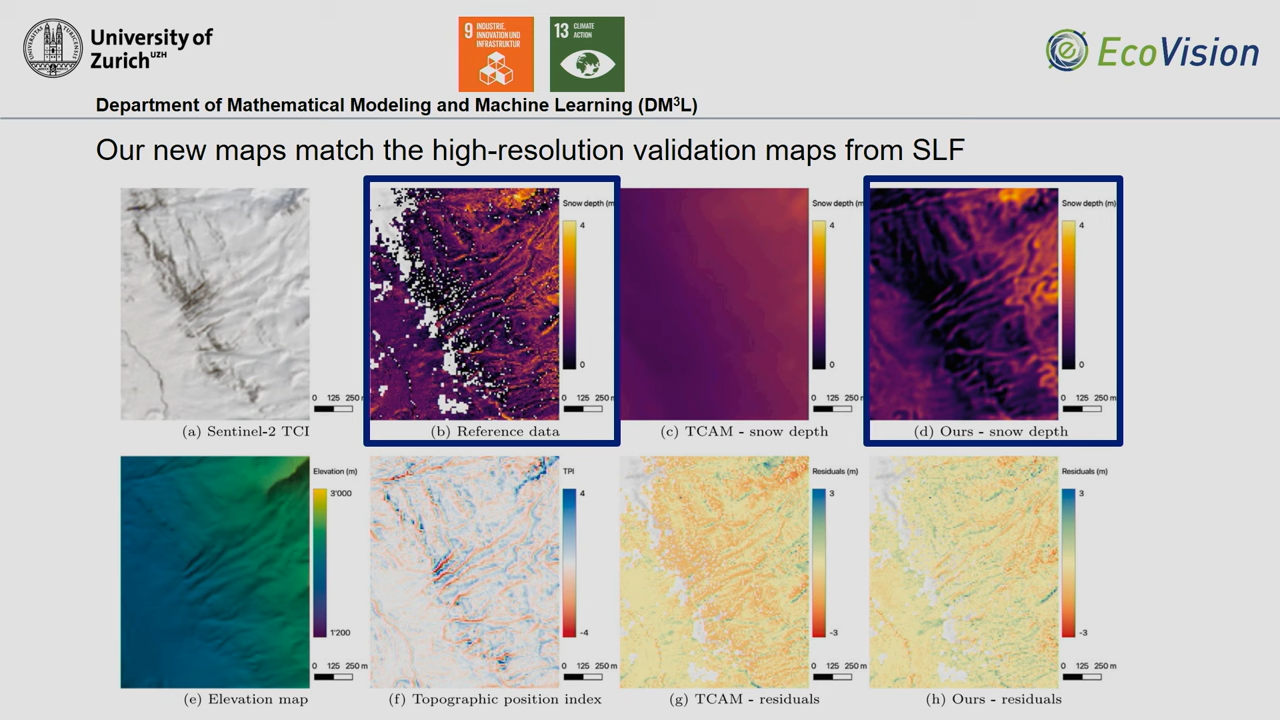 University of
Zurich UZH
9 INDUSTRIE,
INNOVATION UND
INFRASTRUKTUR
13 CLIMATE
ACTION
EcoVision
Department of Mathematical Modeling and Machine Learning (DM³L)
Our new maps match the high-resolution validation maps from SLF
Snow depth (m
4
0
0 125 250 m
Snow depth (m
4
0
0 125 250 m
Snow depth (m)
4
0
0 125 250 m
0 125 250 m
(a) Sentinel-2 TCI
(b) Reference data
(c) TCAM - snow depth
(d) Ours - snow depth
Elevation (m)
3'000
1'200
0 125 250 m
TPI
4
-4
0 125 250 m
Residuals (m)
3
-3
0 125 250 m
Residuals (m)
3
-3
0 125 250 m
(e) Elevation map
(f) Topographic position index
(g) TCAM - residuals
(h) Ours - residuals